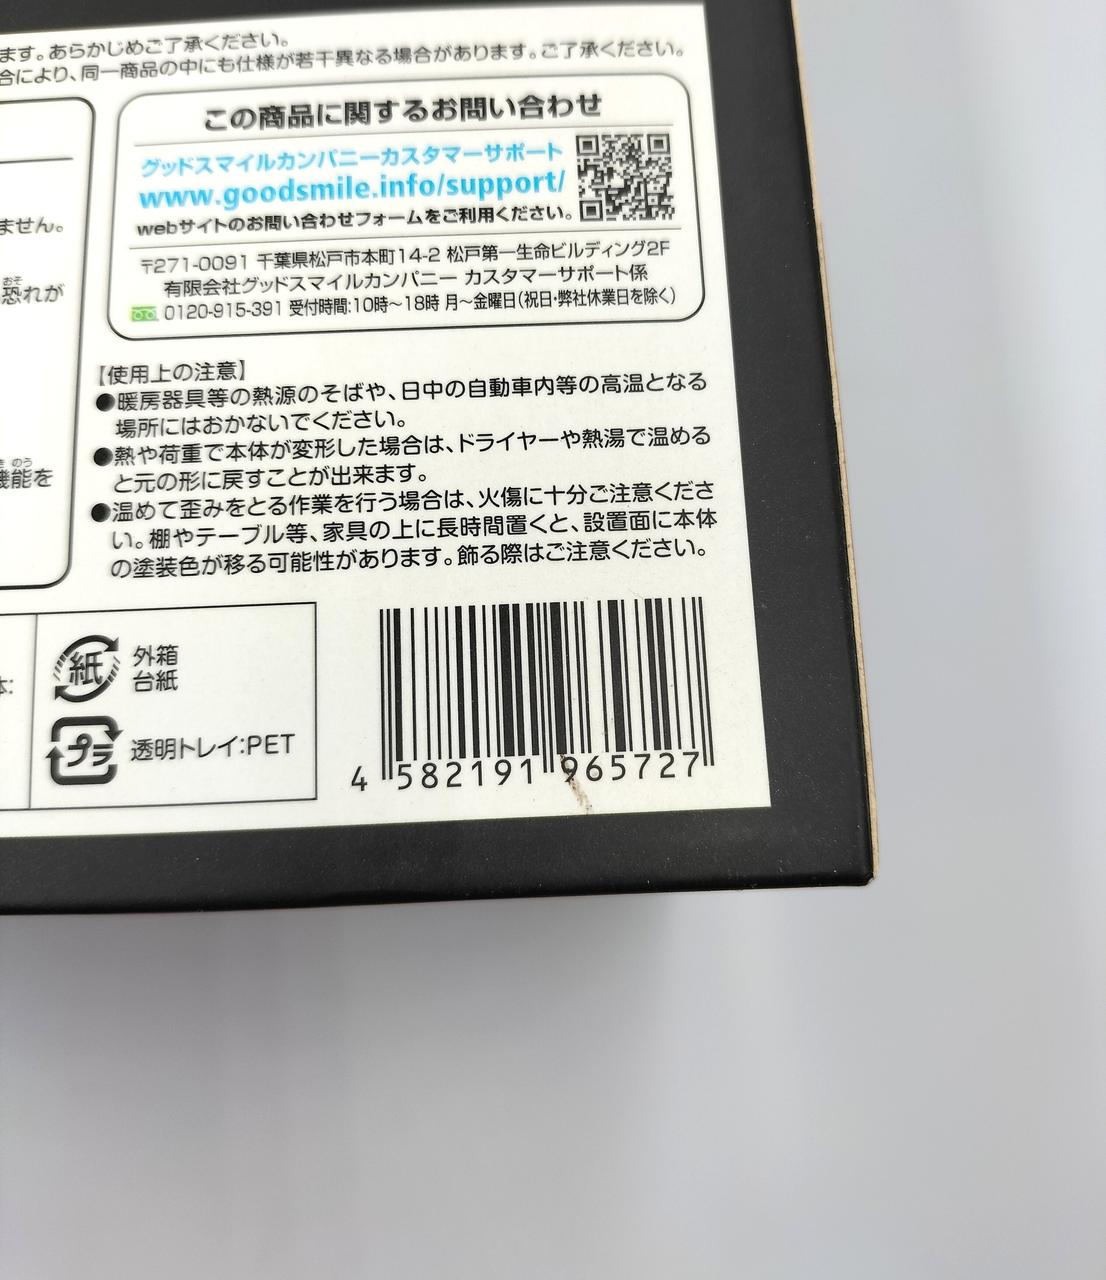 ます。あらかじめご了承ください。
合により、同一商品の中にも仕様が若干異なる場合があります。ご了承ください。
この商品に関するお問い合わせ
グッドスマイルカンパニーカスタマーサポート
www.goodsmile.info/support/
webサイトのお問い合わせフォームをご利用ください。
〒271-0091 千葉県松戸市本町14-2 松戸第一生命ビルディング2F
有限会社グッドスマイルカンパニー カスタマーサポート係
0120-915-391 受付時間:10時〜18時 月〜金曜日(祝日・弊社休業日を除く)
ません。
おそ
恐れが
のう
機能を
【使用上の注意】
●暖房器具等の熱源のそばや、日中の自動車内等の高温となる
場所にはおかないでください。
●熱や荷重で本体が変形した場合は、ドライヤーや熱湯で温める
と元の形に戻すことが出来ます。
●温めて歪みをとる作業を行う場合は、火傷に十分ご注意くださ
い。棚やテーブル等、家具の上に長時間置くと、設置面に本体
の塗装色が移る可能性があります。飾る際はご注意ください。
体:
紙
外箱
台紙
プラ
透明トレイ:PET
4 582191 965727